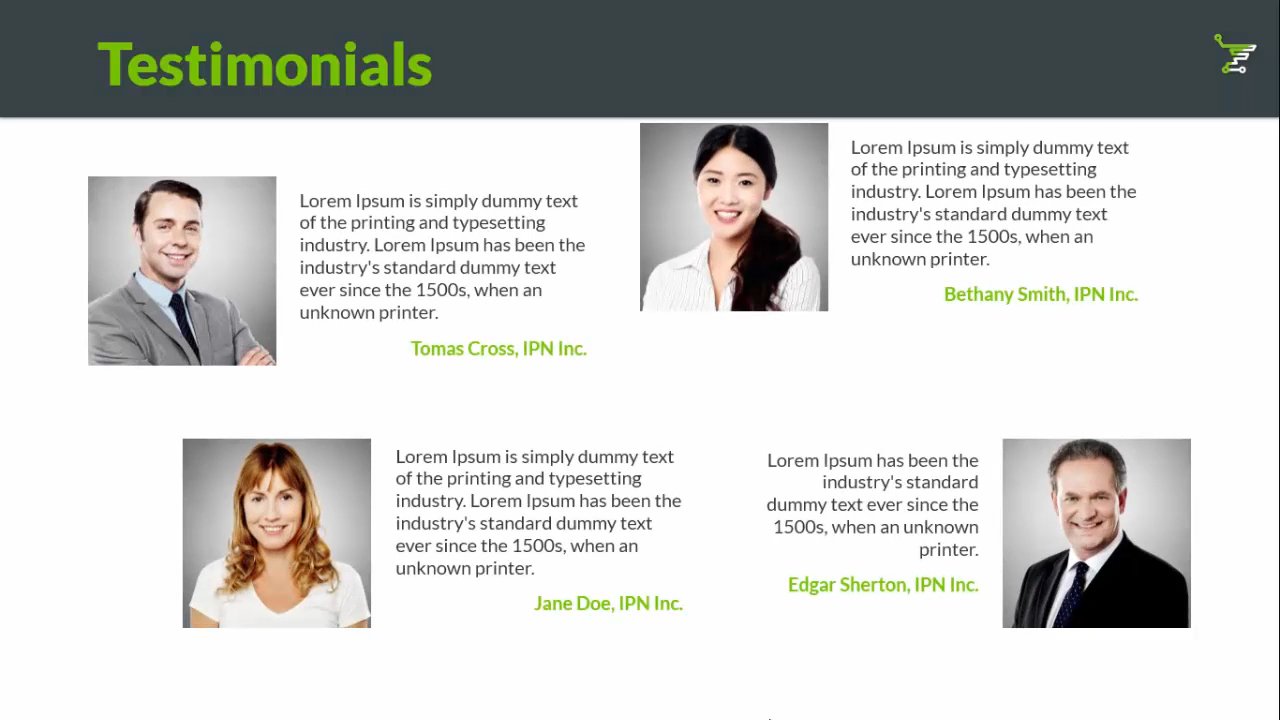 Testimonials
Lorem Ipsum is simply dummy text
of the printing and typesetting
industry. Lorem Ipsum has been the
industry's standard dummy text
ever since the 1500s, when an
unknown printer.
Tomas Cross, IPN Inc.
Lorem Ipsum is simply dummy text
of the printing and typesetting
industry. Lorem Ipsum has been the
industry's standard dummy text
ever since the 1500s, when an
unknown printer.
Bethany Smith, IPN Inc.
Lorem Ipsum is simply dummy text
of the printing and typesetting
industry. Lorem Ipsum has been the
industry's standard dummy text
ever since the 1500s, when an
unknown printer.
Jane Doe, IPN Inc.
Lorem Ipsum has been the
industry's standard
dummy text ever since the
1500s, when an unknown
printer.
Edgar Sherton, IPN Inc.